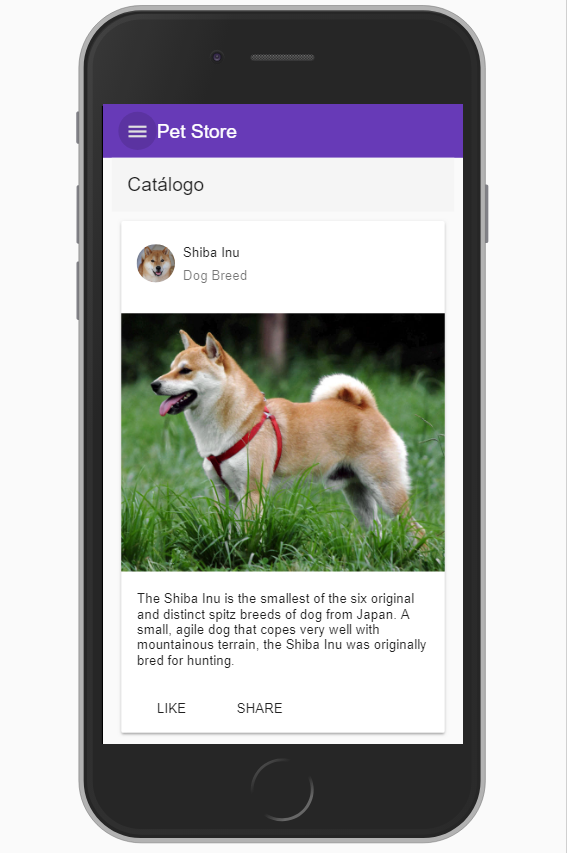 Pet Store
Catálogo
Shiba Inu
Dog Breed
The Shiba Inu is the smallest of the six original
and distinct spitz breeds of dog from Japan. A
small, agile dog that copes very well with
mountainous terrain, the Shiba Inu was originally
bred for hunting.
LIKE SHARE